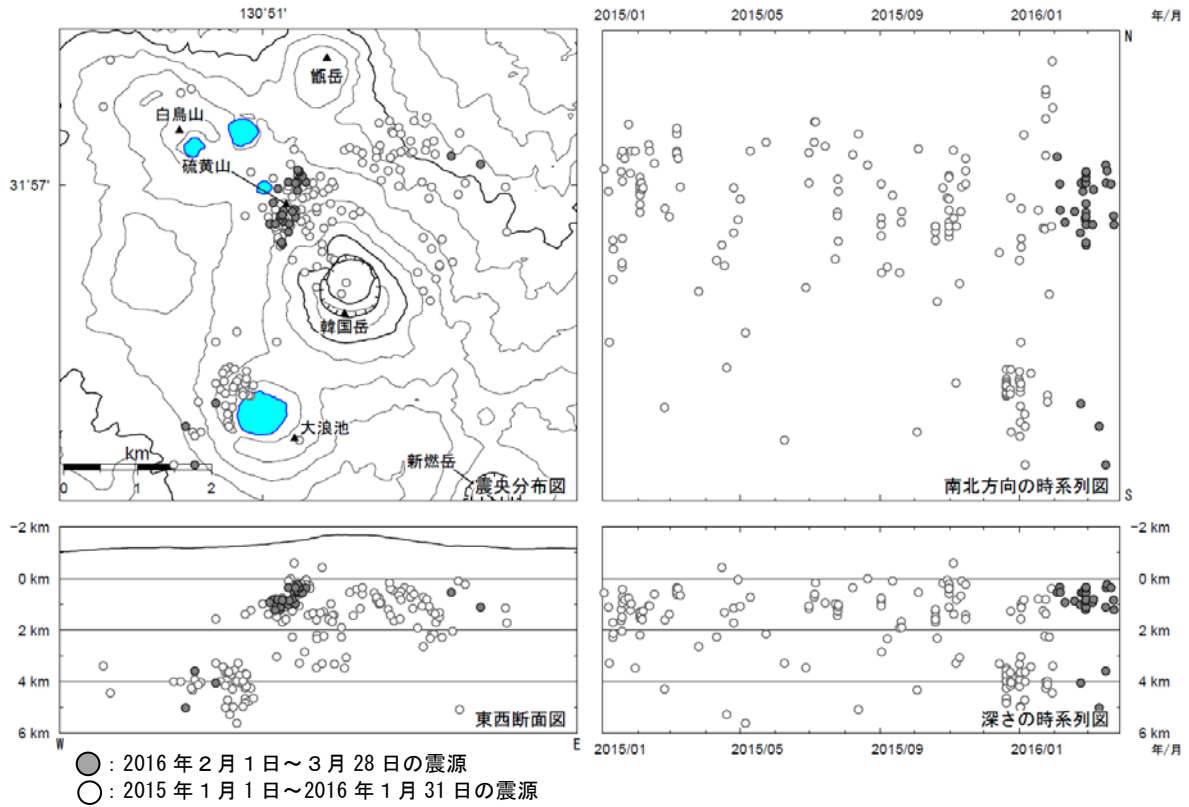 130°51'
2015/01 2015/05 2015/09 2016/01 年/月
N
甑岳
白鳥山
硫黄山
31°57'
韓国岳
大浪池
新燃岳
km
0 1 2
震央分布図
南北方向の時系列図
S
-2 km
0 km
2 km
4 km
6 km
東西断面図
W E
-2 km
0 km
2 km
4 km
6 km
深さの時系列図
2015/01 2015/05 2015/09 2016/01 年/月
:2016 年2月1日~3月 28 日の震源
:2015 年1月1日~2016 年1月 31 日の震源